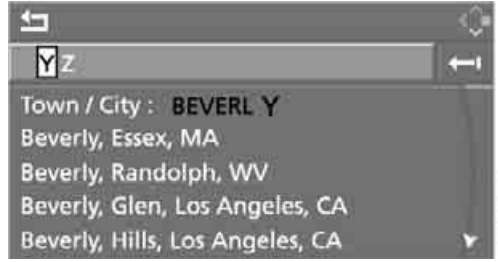 Y Z
Town / City : BEVERL Y
Beverly, Essex, MA
Beverly, Randolph, WV
Beverly, Glen, Los Angeles, CA
Beverly, Hills, Los Angeles, CA